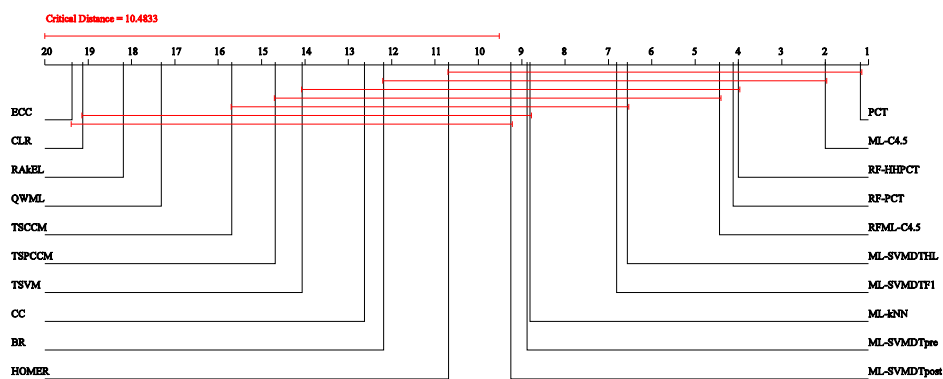 Critical Distance = 10.4833
20 19 18 17 16 15 14 13 12 11 10 9 8 7 6 5 4 3 2 1
ECC PCT
CLR ML-C4.5
RAkEL RF-HHPCT
QWML RF-PCT
TSCCM RFML-C4.5
TSPCCM ML-SVMDTHL
TSVM ML-SVMDTF1
CC ML-kNN
BR ML-SVMDTpre
HOMER ML-SVMDTpost